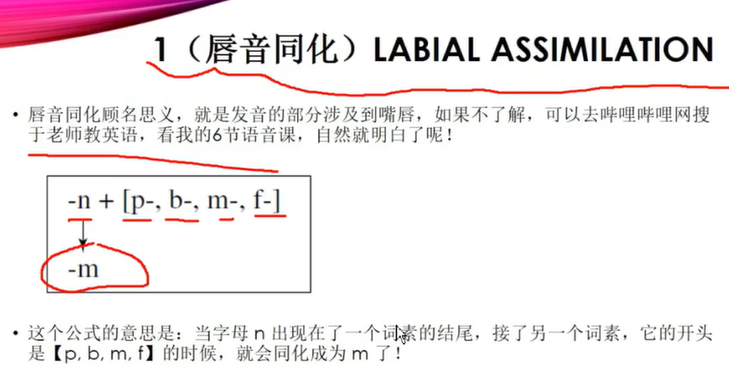 1（唇音同化）LABIAL ASSIMILATION
• 唇音同化顾名思义，就是发音的部分涉及到嘴唇，如果不了解，可以去哔哩哔哩网搜
于老师教英语，看我的6节语音课，自然就明白了呢！
-n + [p-, b-, m-, f-]
-m
• 这个公式的意思是：当字母 n 出现在了一个词素的结尾，接了另一个词素，它的开头
是【p, b, m, f】的时候，就会同化成为 m 了！